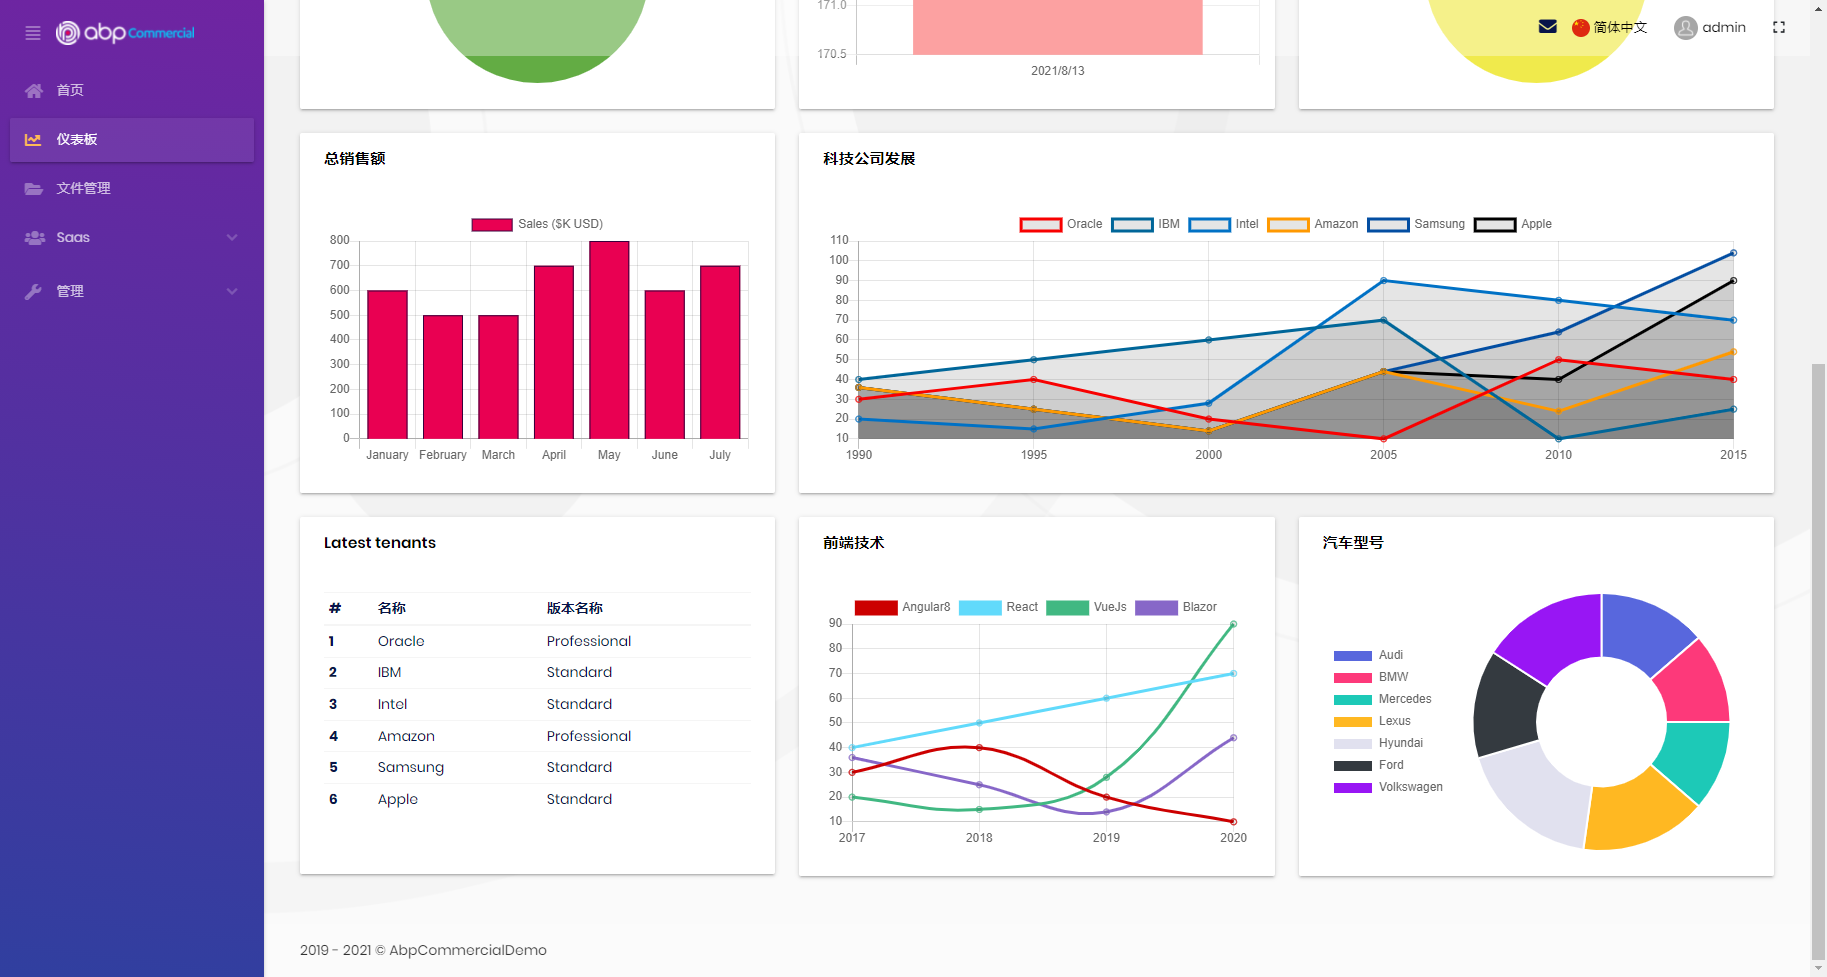 abp Commercial
首页
仪表板
文件管理
Saas
管理
简体中文
admin
171.0
170.5
2021/8/13
总销售额
Sales ($K USD)
800
700
600
500
400
300
200
100
0
January February March April May June July
科技公司发展
Oracle IBM Intel Amazon Samsung Apple
110
100
90
80
70
60
50
40
30
20
10
1990 1995 2000 2005 2010 2015
Latest tenants
# 名称 版本名称
1 Oracle Professional
2 IBM Standard
3 Intel Standard
4 Amazon Professional
5 Samsung Standard
6 Apple Standard
前端技术
Angular8 React VueJs Blazor
90
80
70
60
50
40
30
20
10
2017 2018 2019 2020
汽车型号
Audi
BMW
Mercedes
Lexus
Hyundai
Ford
Volkswagen
2019 - 2021 © AbpCommercialDemo